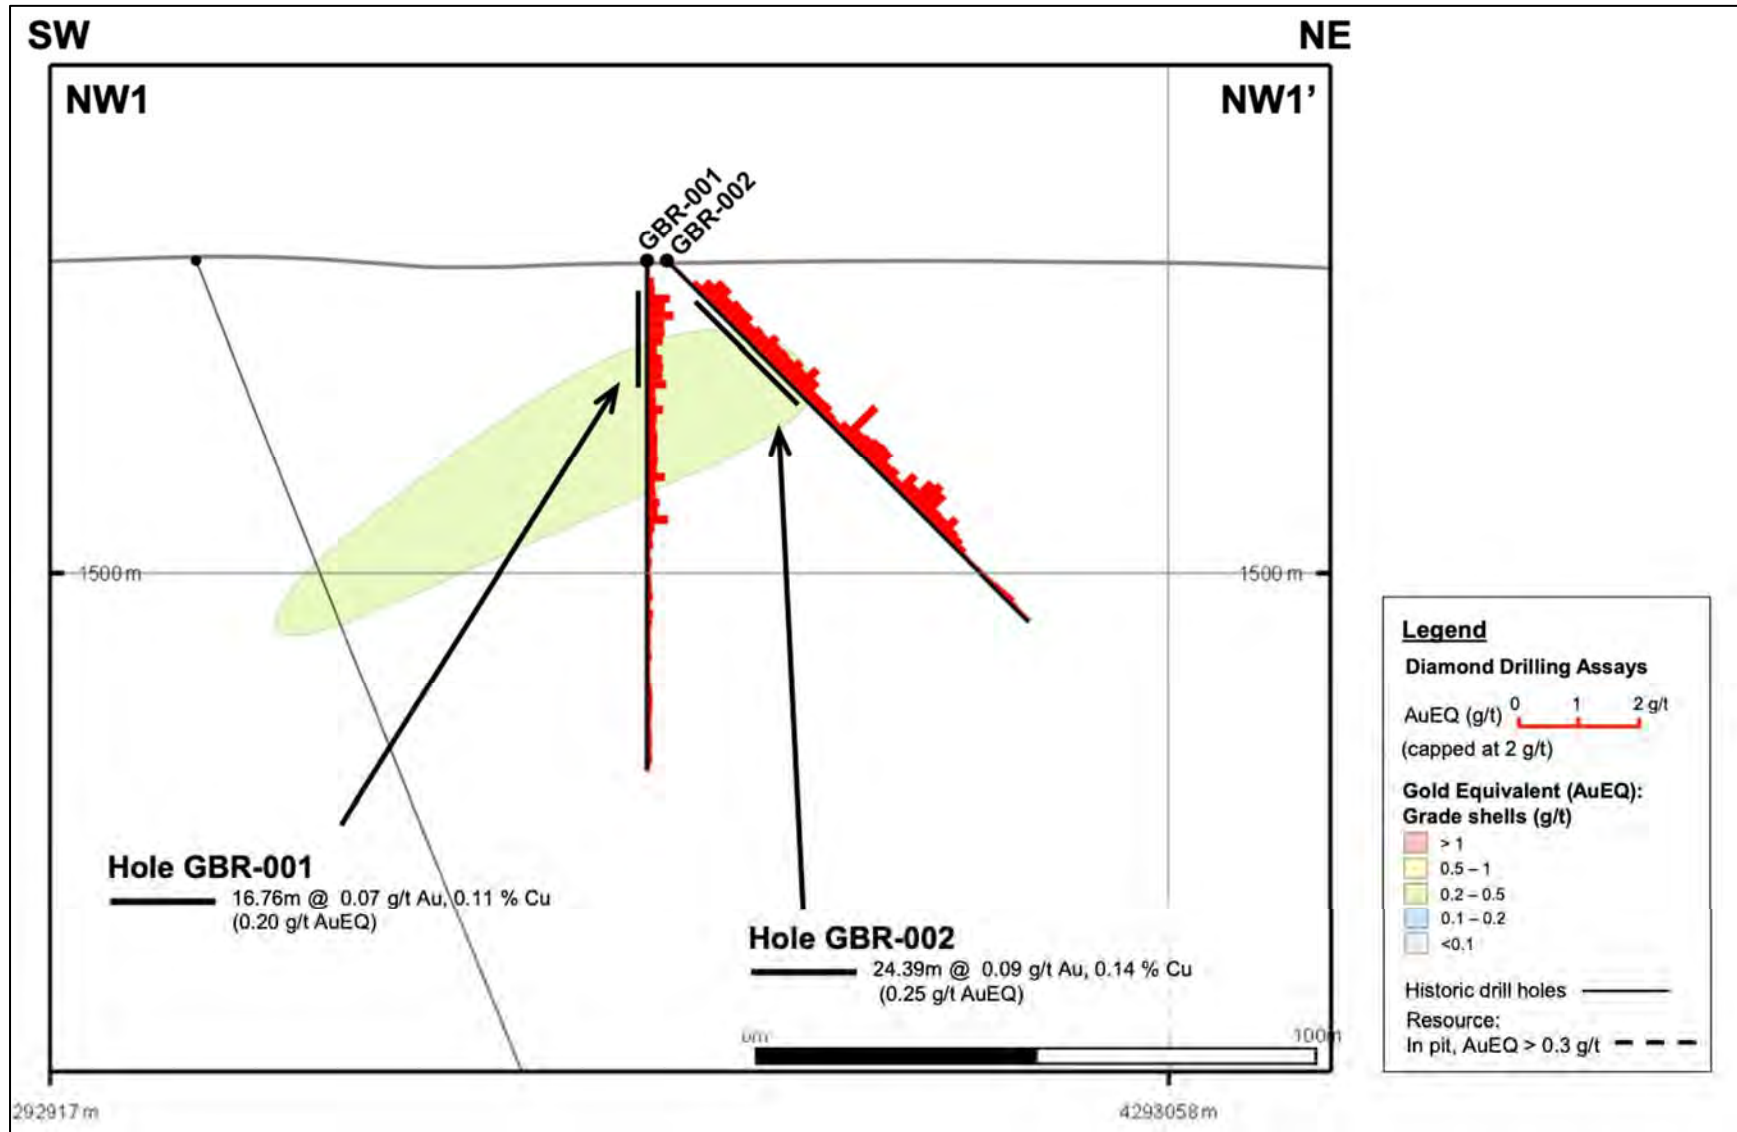 SW
NE
NW1
NW1’
GBR-001
GBR-002
1500m
1500m
Hole GBR-001
16.76m @ 0.07 g/t Au, 0.11 % Cu
(0.20 g/t AuEQ)
Hole GBR-002
24.39m @ 0.09 g/t Au, 0.14 % Cu
(0.25 g/t AuEQ)
0m
100m
292917m
4293058m
Legend
Diamond Drilling Assays
AuEQ (g/t) 0 1 2 g/t
(capped at 2 g/t)
Gold Equivalent (AuEQ):
Grade shells (g/t)
> 1
0.5 – 1
0.2 – 0.5
0.1 – 0.2
<0.1
Historic drill holes
Resource:
In pit, AuEQ > 0.3 g/t